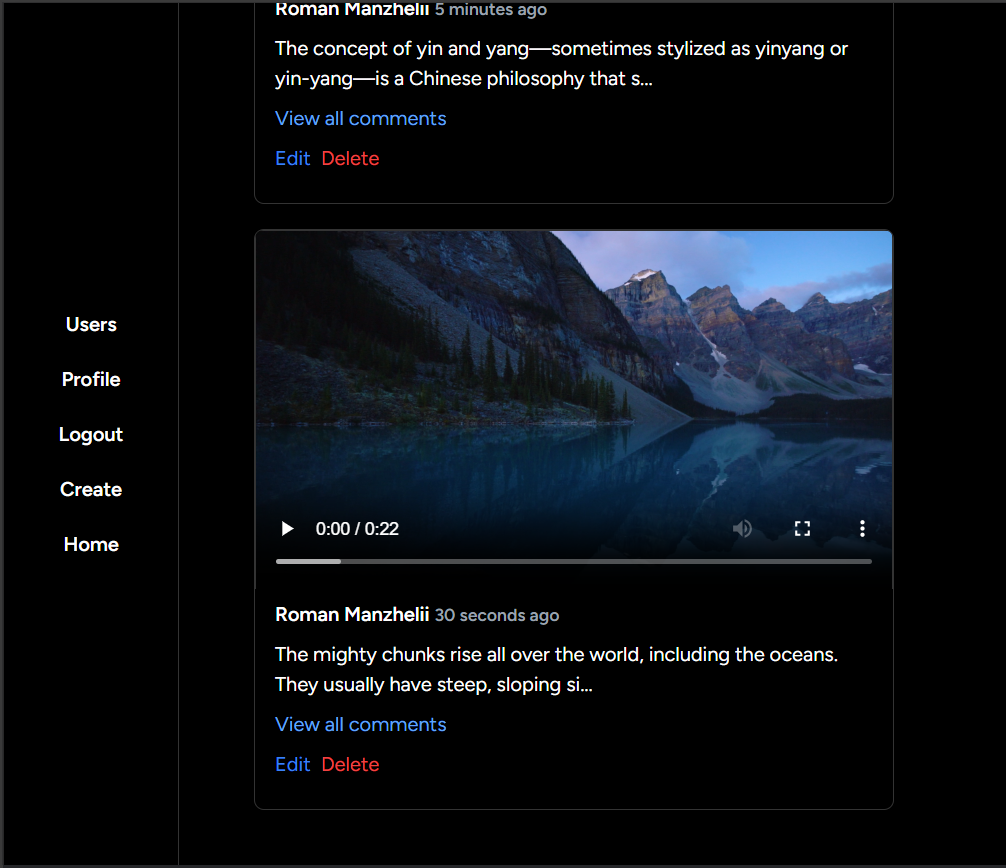 Roman Manzhelii 5 minutes ago
The concept of yin and yang—sometimes stylized as yinyang or
yin-yang—is a Chinese philosophy that s...
View all comments
Edit Delete
Users
Profile
Logout
Create
Home
0:00 / 0:22
Roman Manzhelii 30 seconds ago
The mighty chunks rise all over the world, including the oceans.
They usually have steep, sloping si...
View all comments
Edit Delete